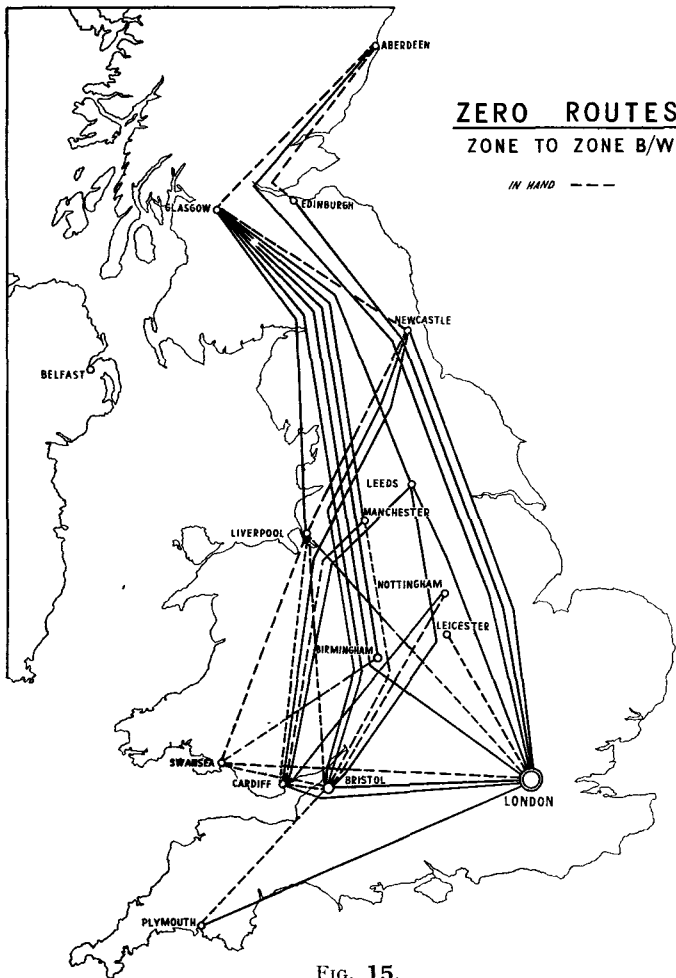 ABERDEEN
ZERO ROUTES
ZONE TO ZONE B/W
IN HAND
GLASGOW
EDINBURGH
NEWCASTLE
BELFAST
LEEDS
MANCHESTER
LIVERPOOL
NOTTINGHAM
LEICESTER
BIRMINGHAM
SWANSEA
CARDIFF
BRISTOL
LONDON
PLYMOUTH
FIG. 15.